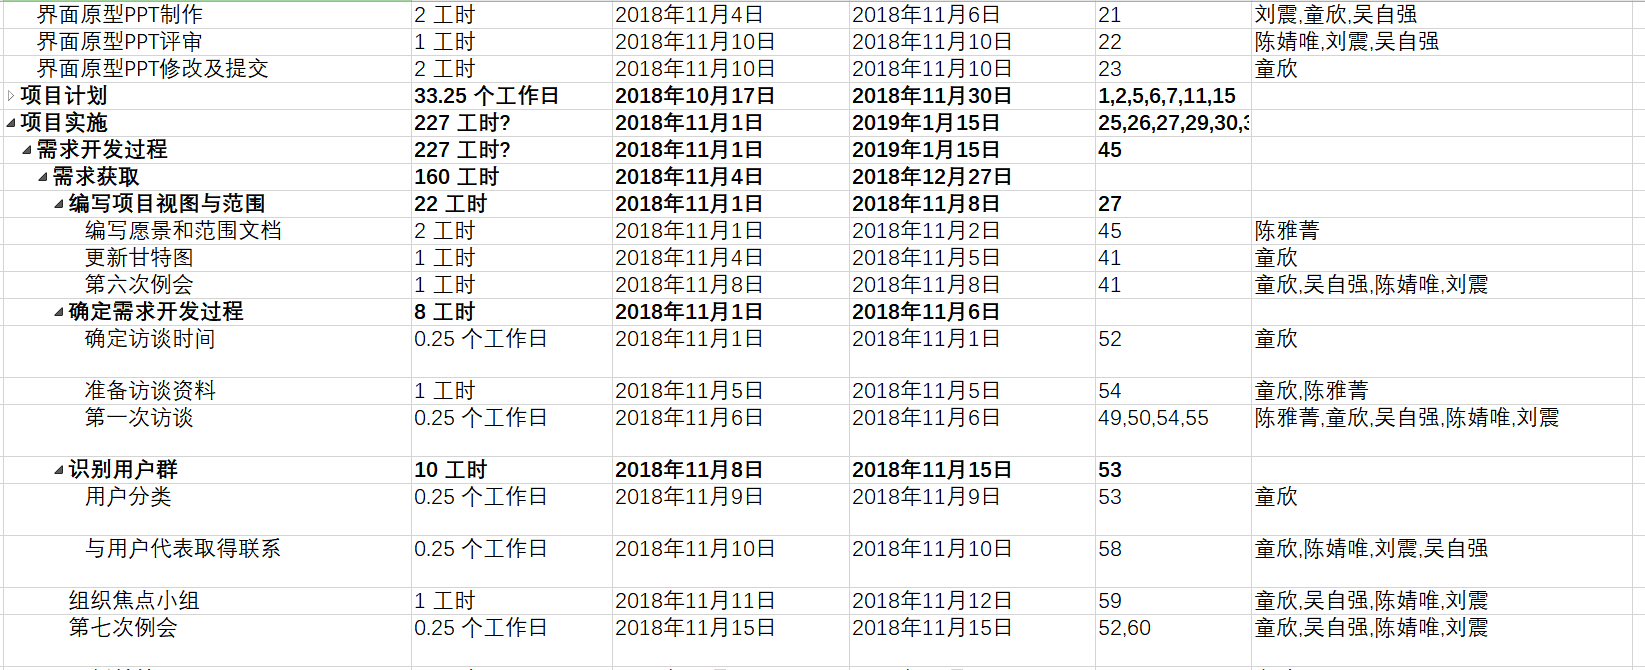 界面原型PPT制作 2 工时 2018年11月4日 2018年11月6日 21 刘震,童欣,吴自强
界面原型PPT评审 1 工时 2018年11月10日 2018年11月10日 22 陈婧唯,刘震,吴自强
界面原型PPT修改及提交 2 工时 2018年11月10日 2018年11月10日 23 童欣
项目计划 33.25 个工作日 2018年10月17日 2018年11月30日 1,2,5,6,7,11,15
项目实施 227 工时? 2018年11月1日 2019年1月15日 25,26,27,29,30,
需求开发过程 227 工时? 2018年11月1日 2019年1月15日 45
需求获取 160 工时 2018年11月4日 2018年12月27日
编写项目视图与范围 22 工时 2018年11月1日 2018年11月8日 27
编写愿景和范围文档 2 工时 2018年11月1日 2018年11月2日 45 陈雅菁
更新甘特图 1 工时 2018年11月4日 2018年11月5日 41 童欣
第六次例会 1 工时 2018年11月8日 2018年11月8日 41 童欣,吴自强,陈婧唯,刘震
确定需求开发过程 8 工时 2018年11月1日 2018年11月6日
确定访谈时间 0.25 个工作日 2018年11月1日 2018年11月1日 52 童欣
准备访谈资料 1 工时 2018年11月5日 2018年11月5日 54 童欣,陈雅菁
第一次访谈 0.25 个工作日 2018年11月6日 2018年11月6日 49,50,54,55 陈雅菁,童欣,吴自强,陈婧唯,刘震
识别用户群 10 工时 2018年11月8日 2018年11月15日 53
用户分类 0.25 个工作日 2018年11月9日 2018年11月9日 53 童欣
与用户代表取得联系 0.25 个工作日 2018年11月10日 2018年11月10日 58 童欣,陈婧唯,刘震,吴自强
组织焦点小组 1 工时 2018年11月11日 2018年11月12日 59 童欣,吴自强,陈婧唯,刘震
第七次例会 0.25 个工作日 2018年11月15日 2018年11月15日 52,60 童欣,吴自强,陈婧唯,刘震